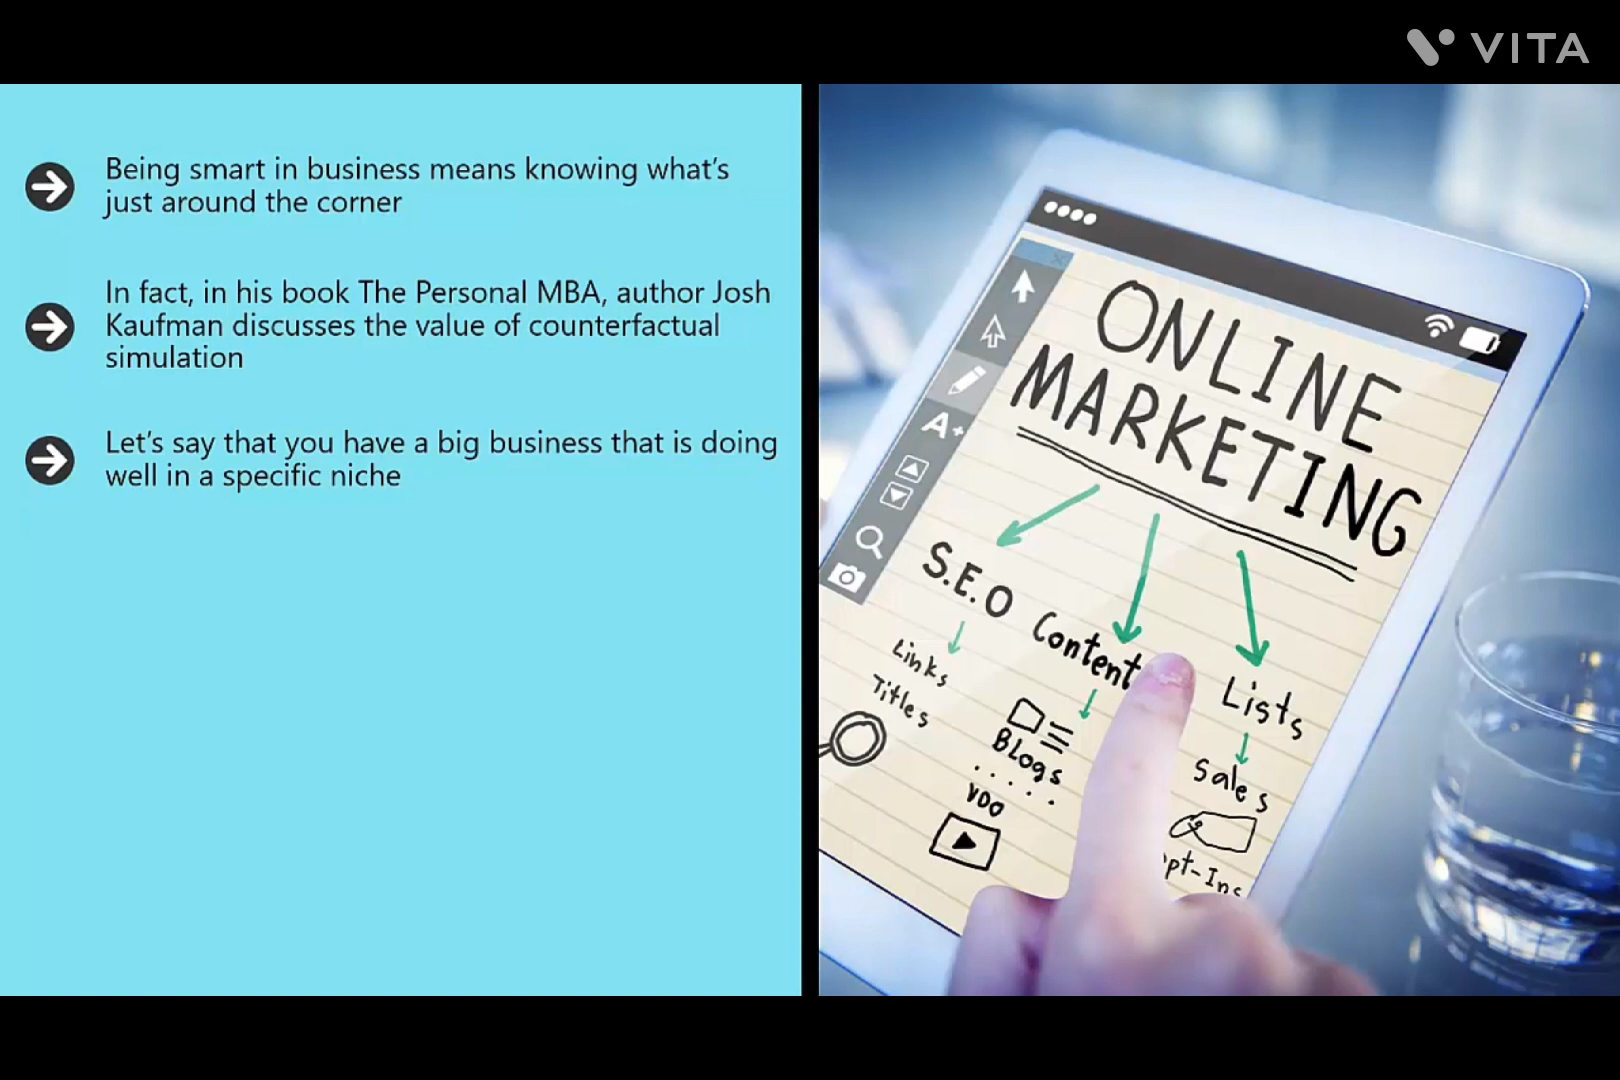 VITA
Being smart in business means knowing what's
just around the corner
In fact, in his book The Personal MBA, author Josh
Kaufman discusses the value of counterfactual
simulation
Let's say that you have a big business that is doing
well in a specific niche
ONLINE
MARKETING
A+
S.E.O
Content
Lists
Links
Titles
Blogs
VDO
Sales
pt-Ins